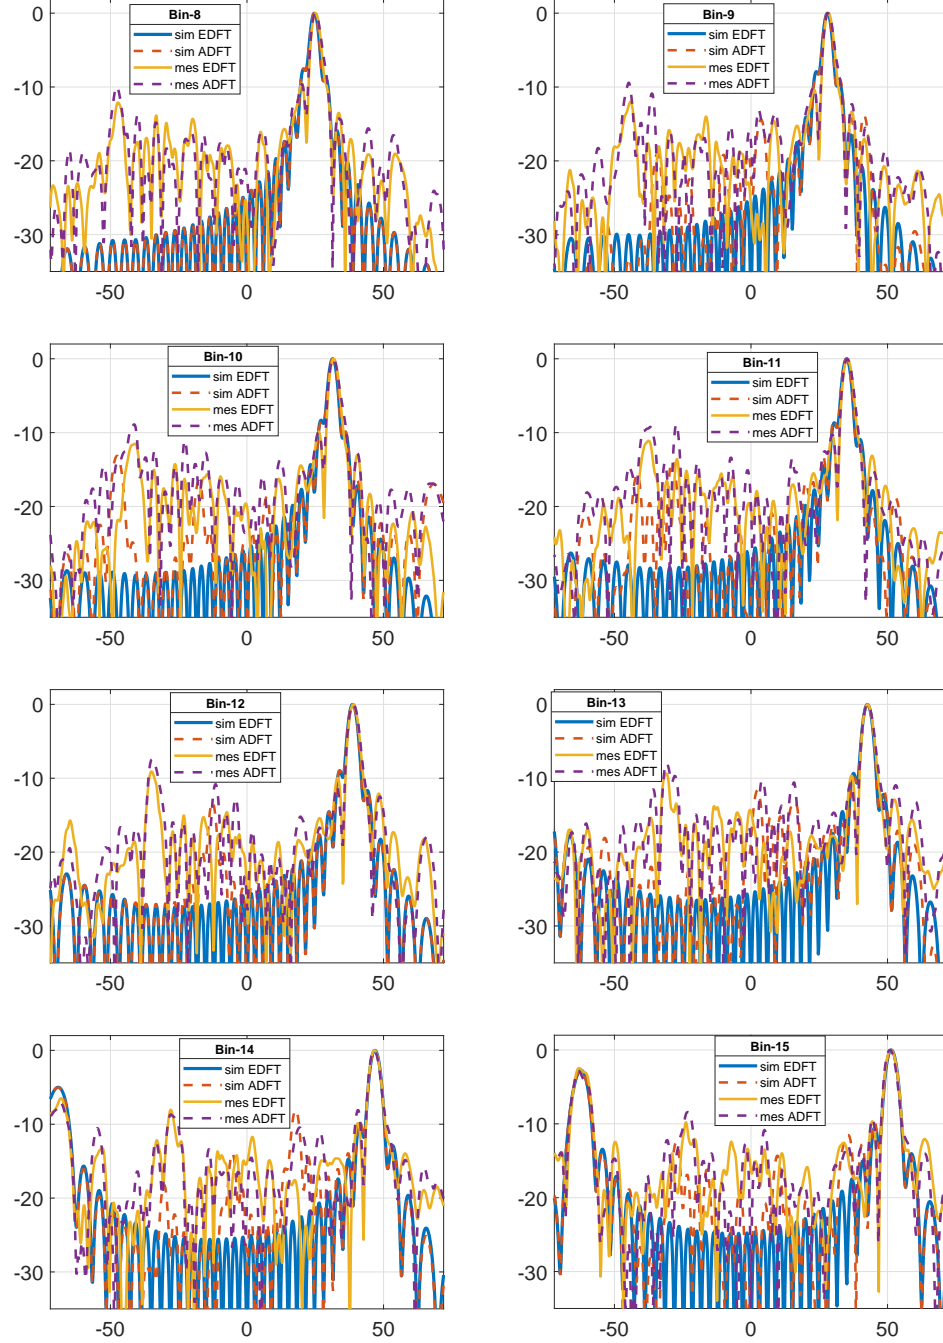 Bin-8
sim EDFT
sim ADFT
mes EDFT
mes ADFT
0
-10
-20
-30
-50 0 50
Bin-9
sim EDFT
sim ADFT
mes EDFT
mes ADFT
0
-10
-20
-30
-50 0 50
Bin-10
sim EDFT
sim ADFT
mes EDFT
mes ADFT
0
-10
-20
-30
-50 0 50
Bin-11
sim EDFT
sim ADFT
mes EDFT
mes ADFT
0
-10
-20
-30
-50 0 50
Bin-12
sim EDFT
sim ADFT
mes EDFT
mes ADFT
0
-10
-20
-30
-50 0 50
Bin-13
sim EDFT
sim ADFT
mes EDFT
mes ADFT
0
-10
-20
-30
-50 0 50
Bin-14
sim EDFT
sim ADFT
mes EDFT
mes ADFT
0
-10
-20
-30
-50 0 50
Bin-15
sim EDFT
sim ADFT
mes EDFT
mes ADFT
0
-10
-20
-30
-50 0 50